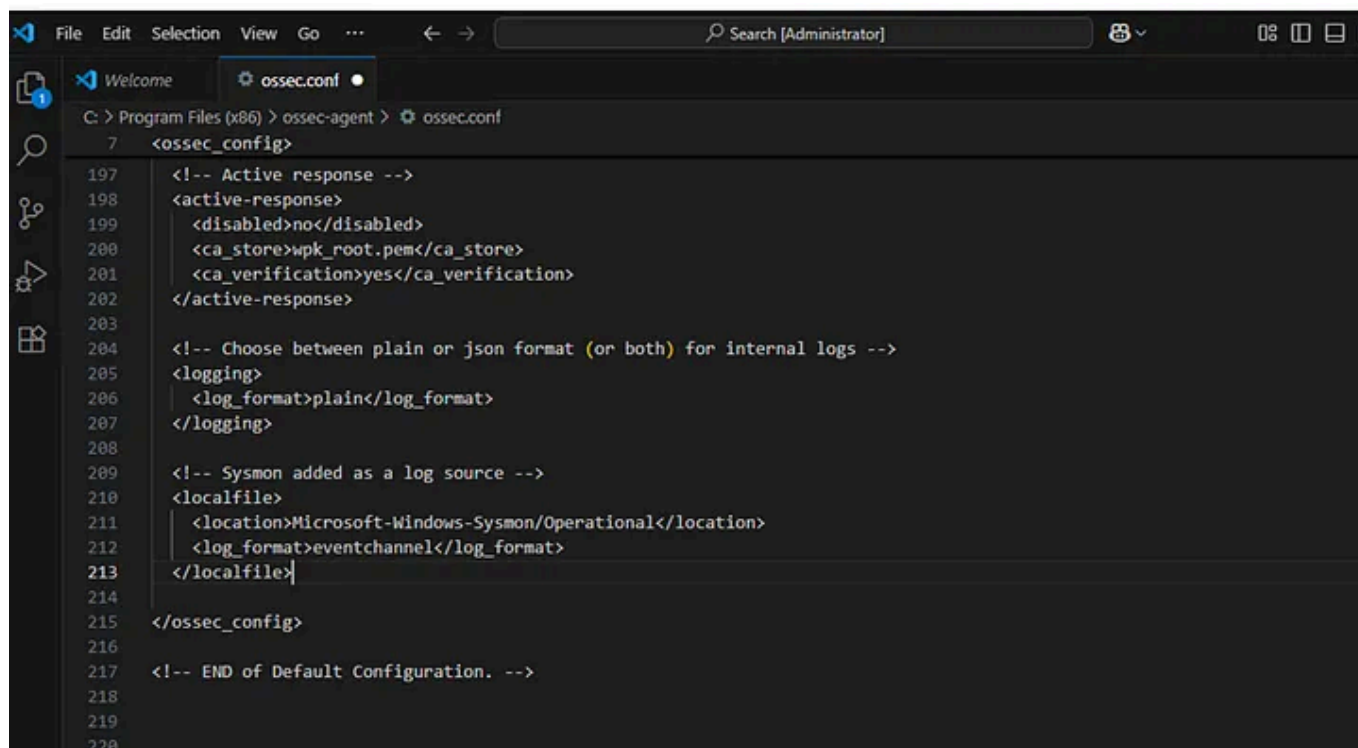 File Edit Selection View Go ··· Search [Administrator]
Welcome ossec.conf
1
C: > Program Files (x86) > ossec-agent > ossec.conf
7 <ossec_config>
197 <!-- Active response -->
198 <active-response>
199 <disabled>no</disabled>
200 <ca_store>wpk_root.pem</ca_store>
201 <ca_verification>yes</ca_verification>
202 </active-response>
203
204 <!-- Choose between plain or json format (or both) for internal logs -->
205 <logging>
206 <log_format>plain</log_format>
207 </logging>
208
209 <!-- Sysmon added as a log source -->
210 <localfile>
211 <location>Microsoft-Windows-Sysmon/Operational</location>
212 <log_format>eventchannel</log_format>
213 </localfile>
214
215 </ossec_config>
216
217 <!-- END of Default Configuration. -->
218
219
220